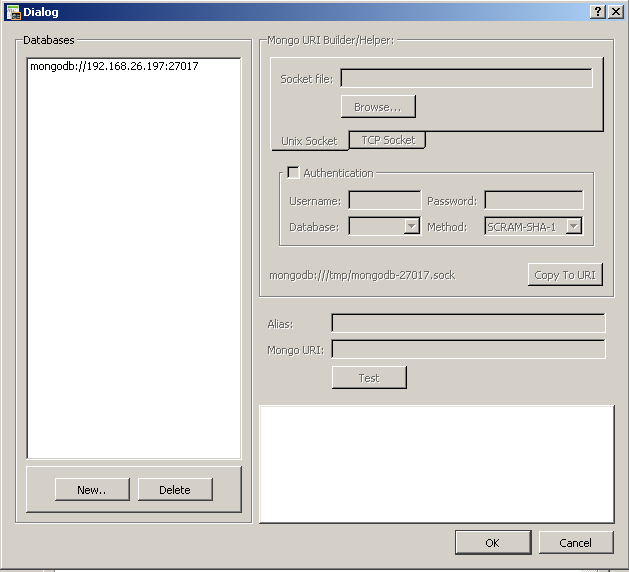 Dialog
Databases
mongodb://192.168.26.197:27017
New..
Delete
Mongo URI Builder/Helper:
Socket file:
Browse...
Unix Socket
TCP Socket
Authentication
Username:
Password:
Database:
Method:
SCRAM-SHA-1
mongodb:///tmp/mongodb-27017.sock
Copy To URI
Alias:
Mongo URI:
Test
OK
Cancel